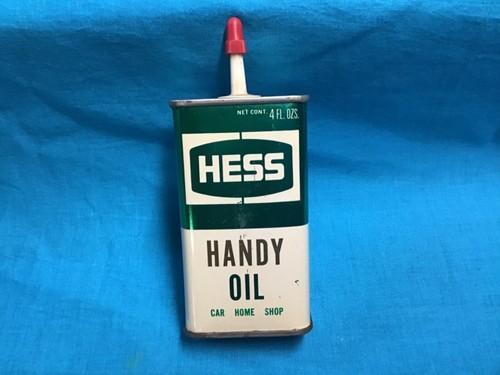 NET CONT. 4 FL. OZS.
HESS
HANDY
OIL
CAR HOME SHOP